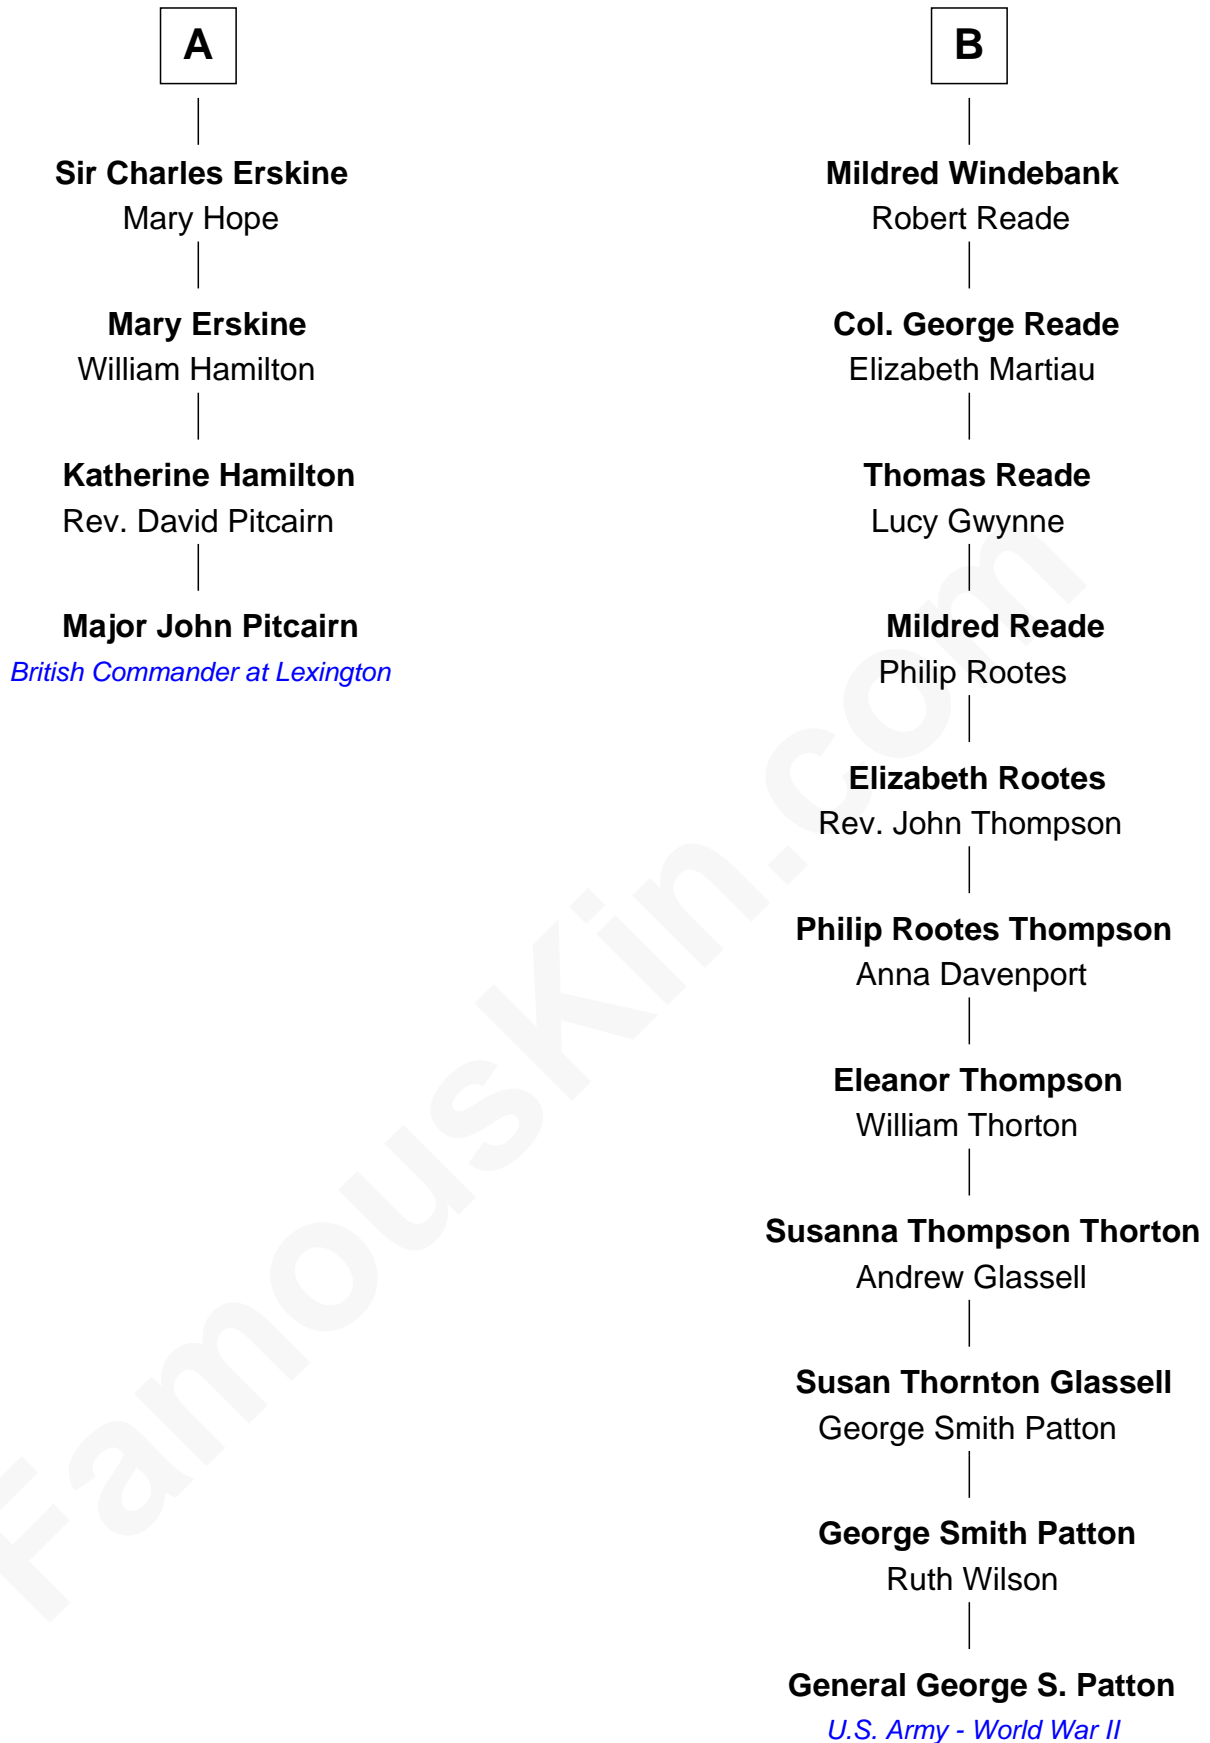 A
Sir Charles Erskine
Mary Hope
Mary Erskine
William Hamilton
Katherine Hamilton
Rev. David Pitcairn
Major John Pitcairn
British Commander at Lexington
B
Mildred Windebank
Robert Reade
Col. George Reade
Elizabeth Martiau
Thomas Reade
Lucy Gwynne
Mildred Reade
Philip Rootes
Elizabeth Rootes
Rev. John Thompson
Philip Rootes Thompson
Anna Davenport
Eleanor Thompson
William Thorton
Susanna Thompson Thorton
Andrew Glassell
Susan Thornton Glassell
George Smith Patton
George Smith Patton
Ruth Wilson
General George S. Patton
U.S. Army - World War II
FamousKin.com